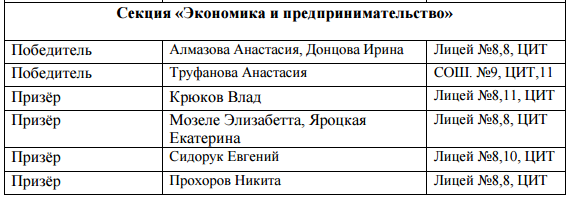 Секция «Экономика и предпринимательство»
Победитель Алмазова Анастасия, Донцова Ирина Лицей №8,8, ЦИТ
Победитель Труфанова Анастасия СОШ. №9, ЦИТ,11
Призёр Крюков Влад Лицей №8,11, ЦИТ
Призёр Мозеле Элизабетта, Яроцкая Лицей №8,8, ЦИТ
Екатерина
Призёр Сидорук Евгений Лицей №8,10, ЦИТ
Призёр Прохоров Никита Лицей №8,8, ЦИТ